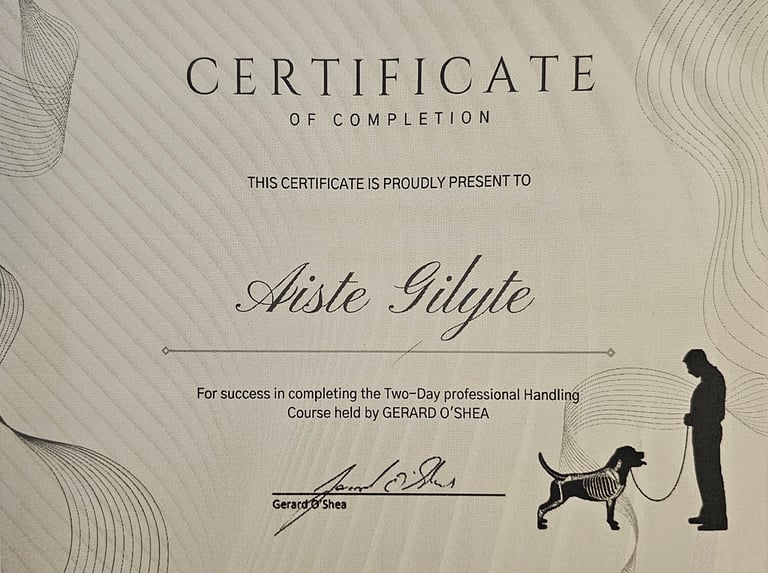 CERTIFICATE
OF COMPLETION
THIS CERTIFICATE IS PROUDLY PRESENT TO
Aiste Gilyte
For success in completing the Two-Day professional Handling
Course held by GERARD O'SHEA
Gerard O'Shea